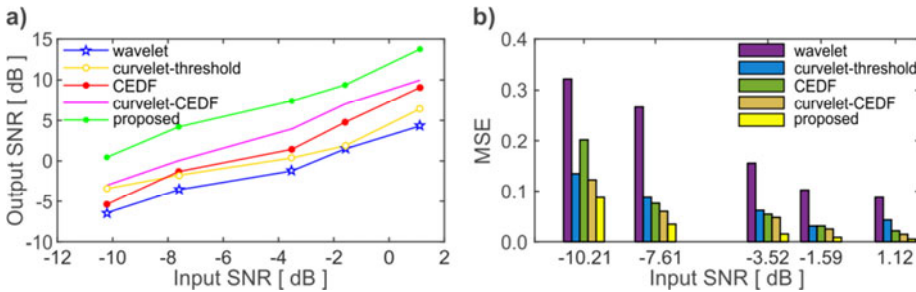 a)
Output SNR [ dB ]
15
10
5
0
-5
-10
wavelet
curvelet-threshold
CEDF
curvelet-CEDF
proposed
-12 -10 -8 -6 -4 -2 0 2
Input SNR [ dB ]
b)
MSE
0.4
0.3
0.2
0.1
0.0
wavelet
curvelet-threshold
CEDF
curvelet-CEDF
proposed
-10.21 -7.61 -3.52 -1.59 1.12
Input SNR [ dB ]